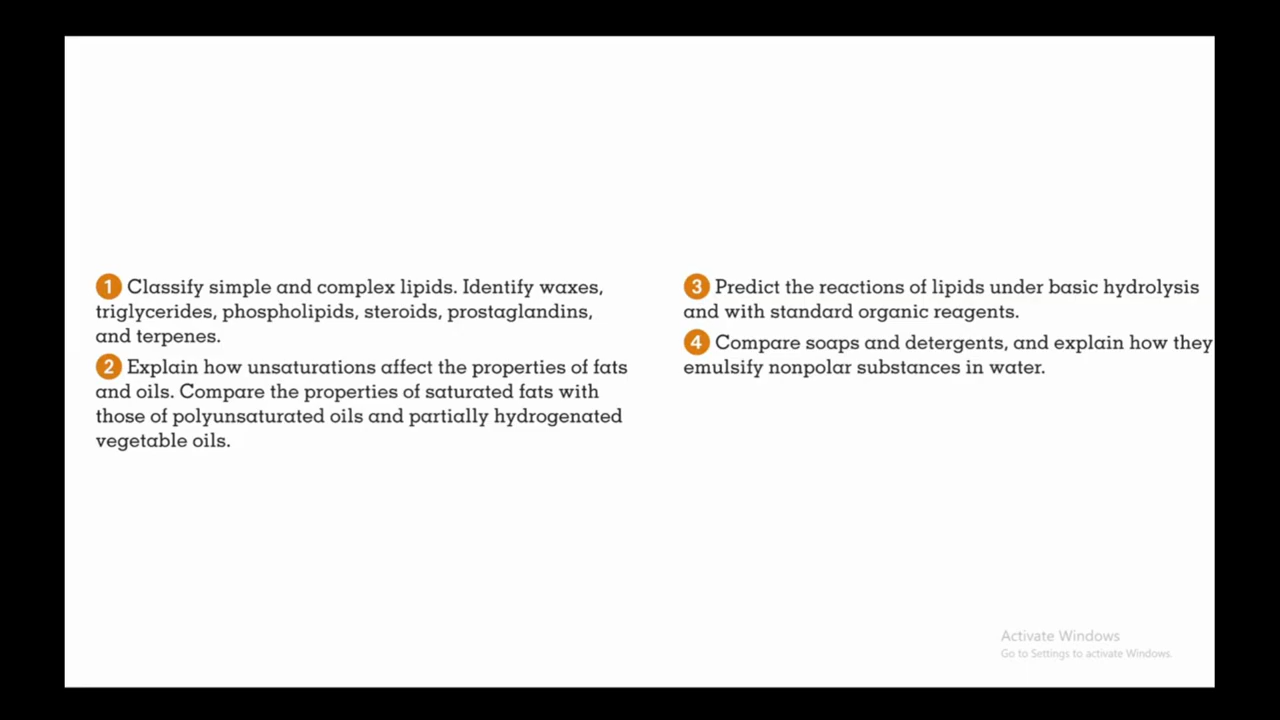 1 Classify simple and complex lipids. Identify waxes,
triglycerides, phospholipids, steroids, prostaglandins,
and terpenes.
2 Explain how unsaturations affect the properties of fats
and oils. Compare the properties of saturated fats with
those of polyunsaturated oils and partially hydrogenated
vegetable oils.
3 Predict the reactions of lipids under basic hydrolysis
and with standard organic reagents.
4 Compare soaps and detergents, and explain how they
emulsify nonpolar substances in water.
Activate Windows
Go to Settings to activate Windows.